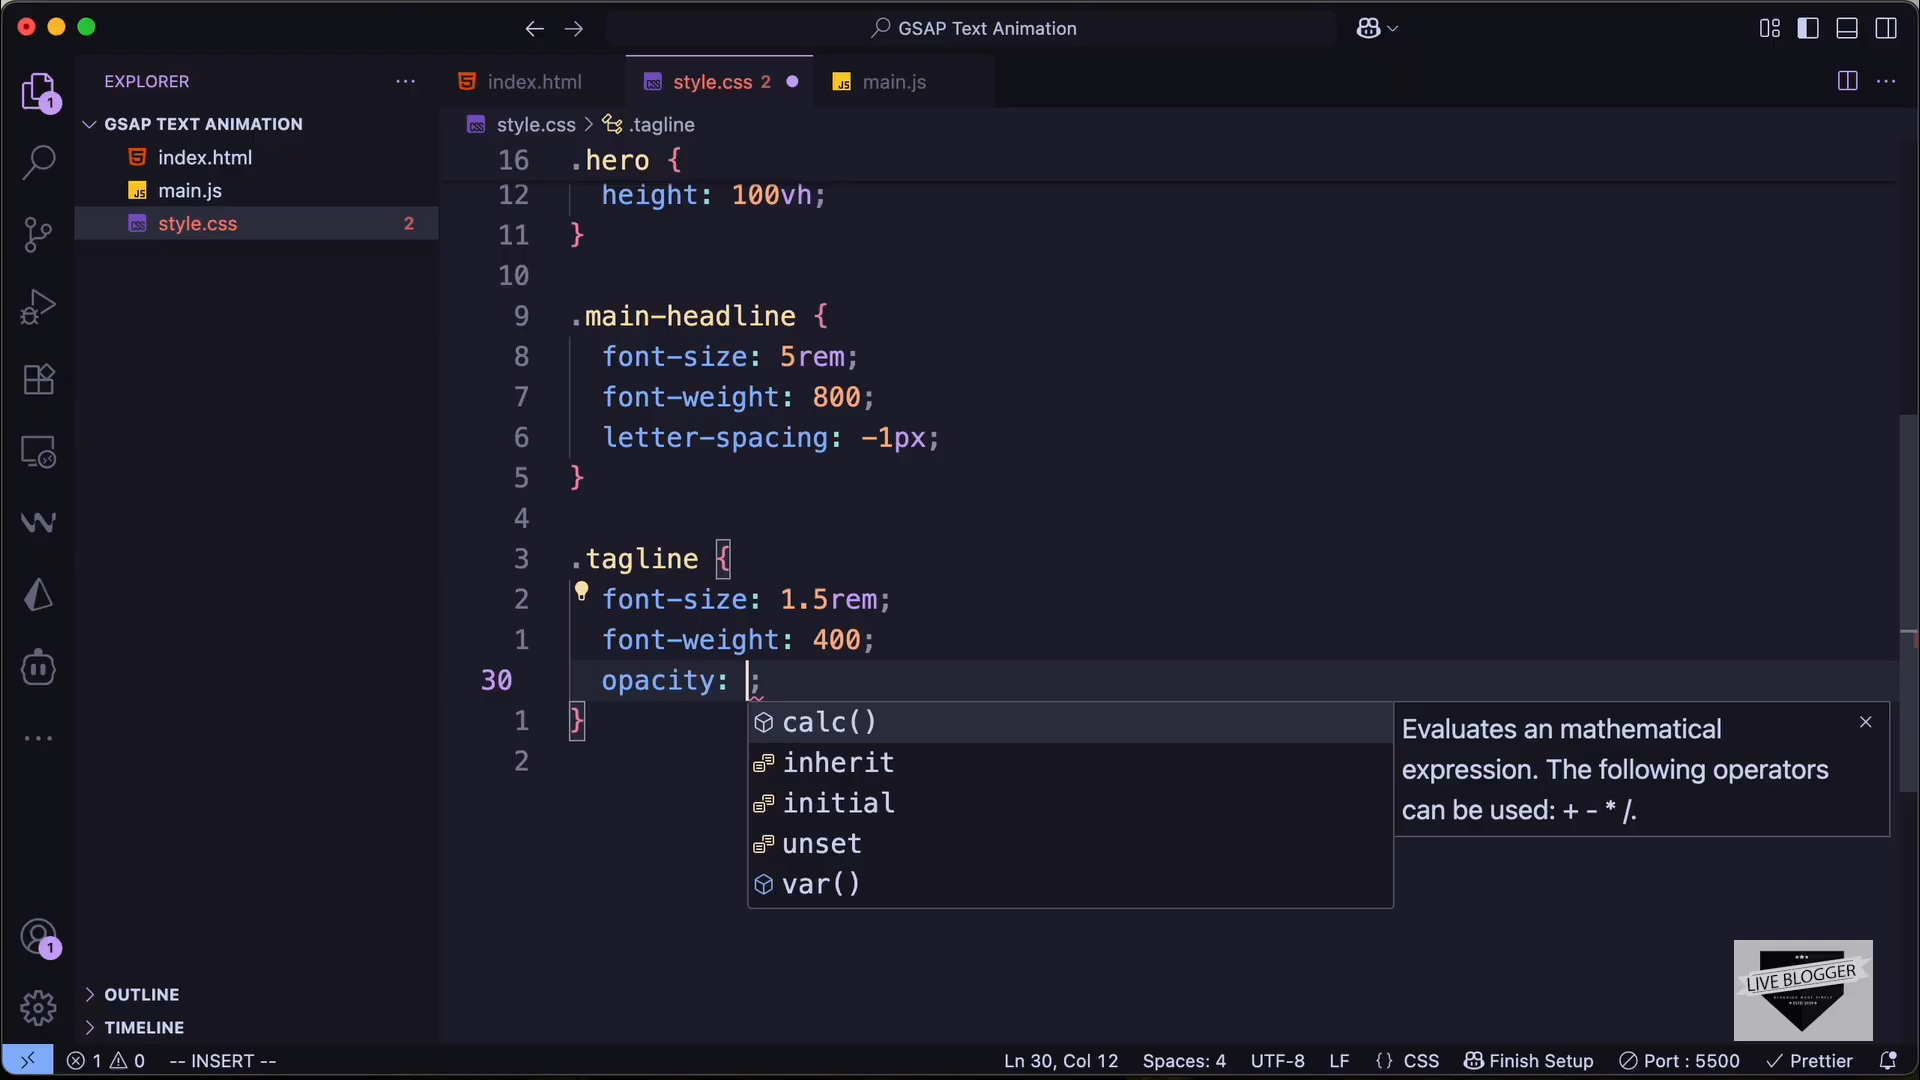 GSAP Text Animation
EXPLORER
index.html
style.css 2
main.js
GSAP TEXT ANIMATION
index.html
main.js
style.css 2
style.css > .tagline
16 .hero {
12 height: 100vh;
11 }
10
9 .main-headline {
8 font-size: 5rem;
7 font-weight: 800;
6 letter-spacing: -1px;
5 }
4
3 .tagline {
2 font-size: 1.5rem;
1 font-weight: 400;
30 opacity: ;
1 }
2
calc()
inherit
initial
unset
var()
Evaluates an mathematical
expression. The following operators
can be used: + - * /.
1
1
OUTLINE
TIMELINE
LIVE BLOGGER
1 0 -- INSERT --
Ln 30, Col 12 Spaces: 4 UTF-8 LF {} CSS Finish Setup Port : 5500 Prettier